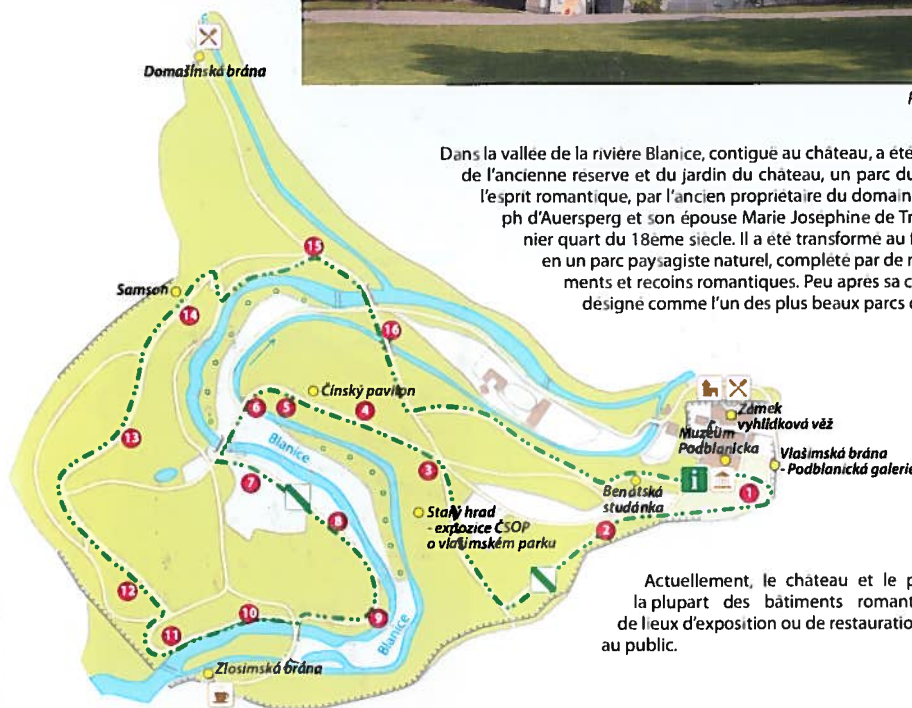 Domašínská brána
Dans la vallée de la rivière Blanice, contiguë au château, a été
de l'ancienne réserve et du jardin du château, un parc du
l'esprit romantique, par l'ancien propriétaire du domain
ph d'Auersperg et son épouse Marie Joséphine de Tr
nier quart du 18ème siècle. Il a été transformé au f
en un parc paysagiste naturel, complété par de
ments et recoins romantiques. Peu après sa c
désigné comme l'un des plus beaux parcs
15
Samson
14
16
Čínský pavilon
6
5
4
Zámek
vyhlídková věž
13
Blanice
Muzeum
Podblanicka
Vlašimská brána
- Podblanická galerie
3
7
i
1
Benátská
studánka
Starý hrad
- expozice ČSOP
o vlašimském parku
8
2
12
Actuellement, le château et le p
la plupart des bâtiments romant
de lieux d'exposition ou de restauration
au public.
10
9
11
Blanice
Zlosimská brána